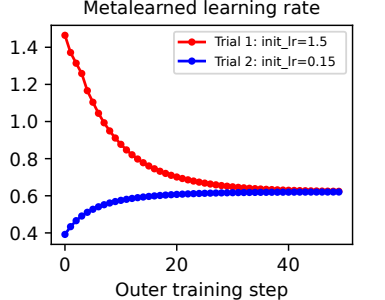 Metalearned learning rate
Trial 1: init_lr=1.5
Trial 2: init_lr=0.15
1.4
1.2
1.0
0.8
0.6
0.4
0 20 40
Outer training step